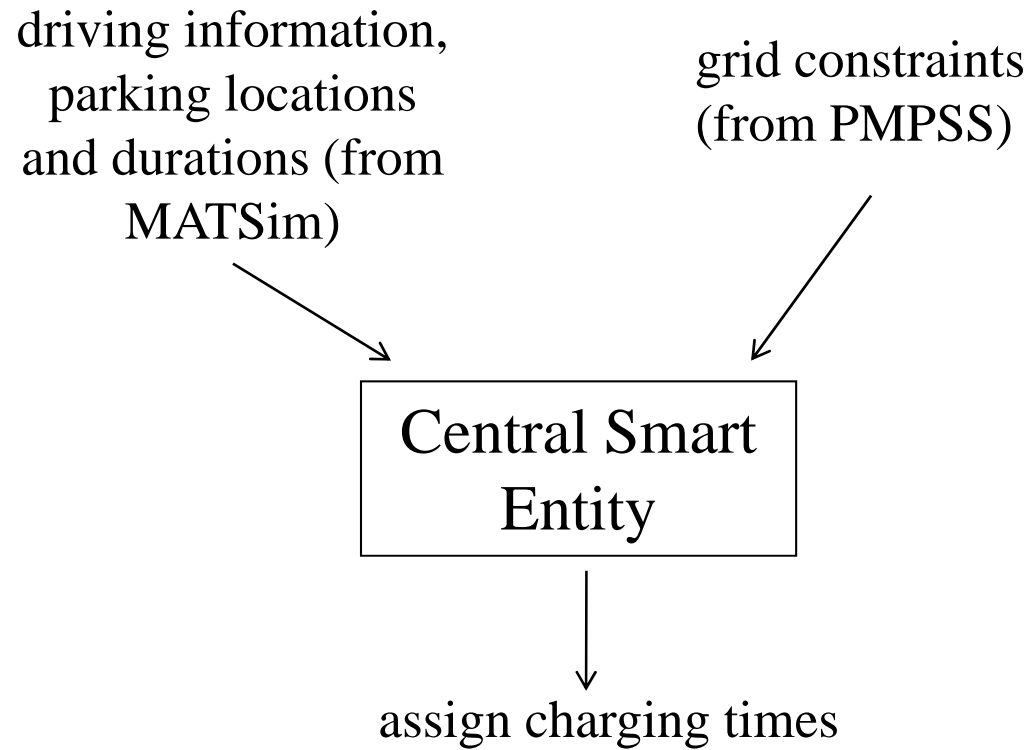 driving information,
parking locations
and durations (from
MATSim)
grid constraints
(from PMPSS)
Central Smart
Entity
assign charging times